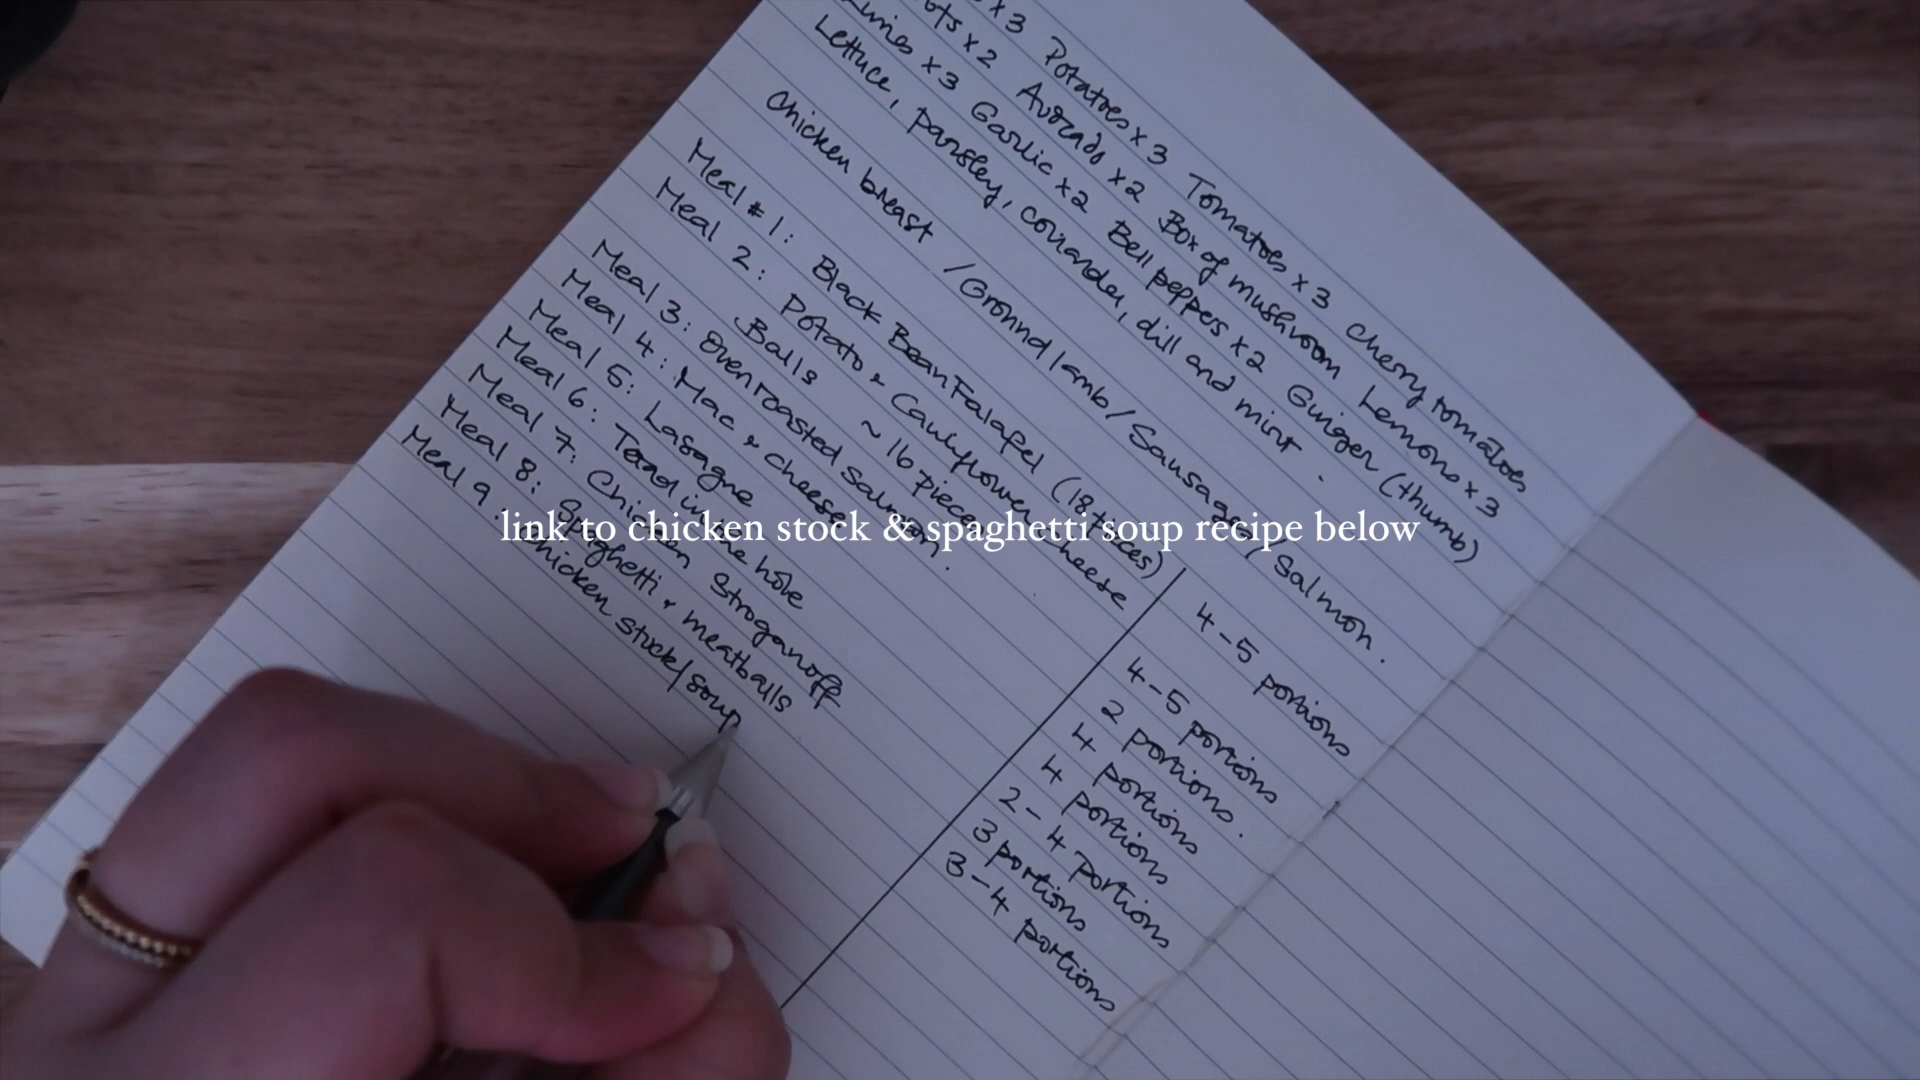 x 3 Potatoes x 3 Tomatoes x 3 Cherry tomatoes
x 2 Avocado x 2 Box of mushroom Lemons x 3
Limes x 3 Garlic x 2 Bell peppers x 2 Ginger (thumb)
Lettuce, parsley, coriander, dill and mint.
Chicken breast / Ground lamb / Sausages / Salmon.
Meal # 1: Black Bean Falafel (18 pieces) 4-5 portions
Meal 2: Potato & Cauliflower cheese
Balls ~ 16 pieces 4-5 portions
Meal 3: Oven roasted Salmon. 2 portions.
Meal 4: Mac & cheese 4 portions
Meal 5: Lasagne 4 portions
Meal 6: Toad in the hole 2-4 portions
Meal 7: Chicken Stroganoff 3 portions
Meal 8: Spaghetti & meatballs 3-4 portions
Meal 9: chicken stock/soup
link to chicken stock & spaghetti soup recipe below